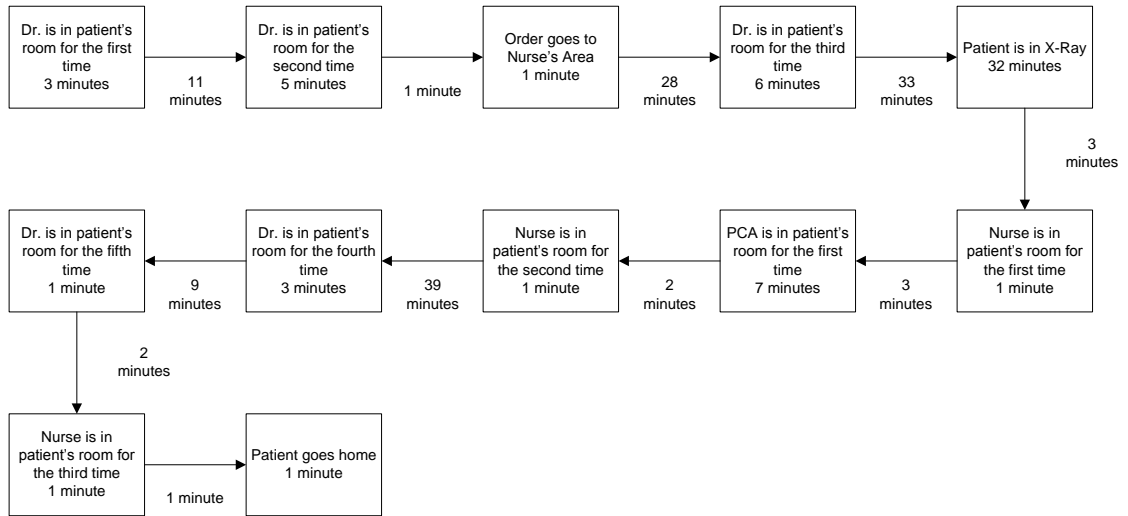 Dr. is in patient's
room for the first
time
3 minutes
11
minutes
Dr. is in patient's
room for the
second time
5 minutes
1 minute
Order goes to
Nurse's Area
1 minute
28
minutes
Dr. is in patient's
room for the third
time
6 minutes
33
minutes
Patient is in X-Ray
32 minutes
3
minutes
Nurse is in
patient's room for
the first time
1 minute
3
minutes
PCA is in patient's
room for the first
time
7 minutes
2
minutes
Nurse is in
patient's room for
the second time
1 minute
39
minutes
Dr. is in patient's
room for the fourth
time
3 minutes
9
minutes
Dr. is in patient's
room for the fifth
time
1 minute
2
minutes
Nurse is in
patient's room for
the third time
1 minute
1 minute
Patient goes home
1 minute